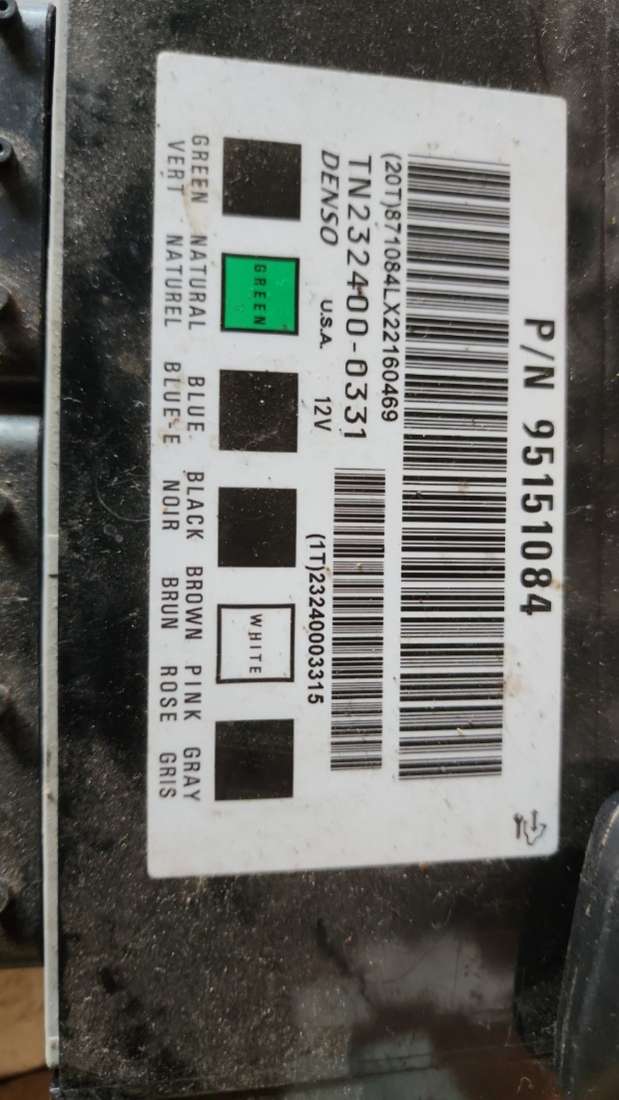 P/N 95151084
(20T)871084LX22160469
TN232400-0331
DENSO U.S.A. 12V
(1T)23240003315
GREEN WHITE
GREEN NATURAL BLUE BLACK BROWN PINK GRAY
VERT NATUREL BLUE E NOIR BRUN ROSE GRIS